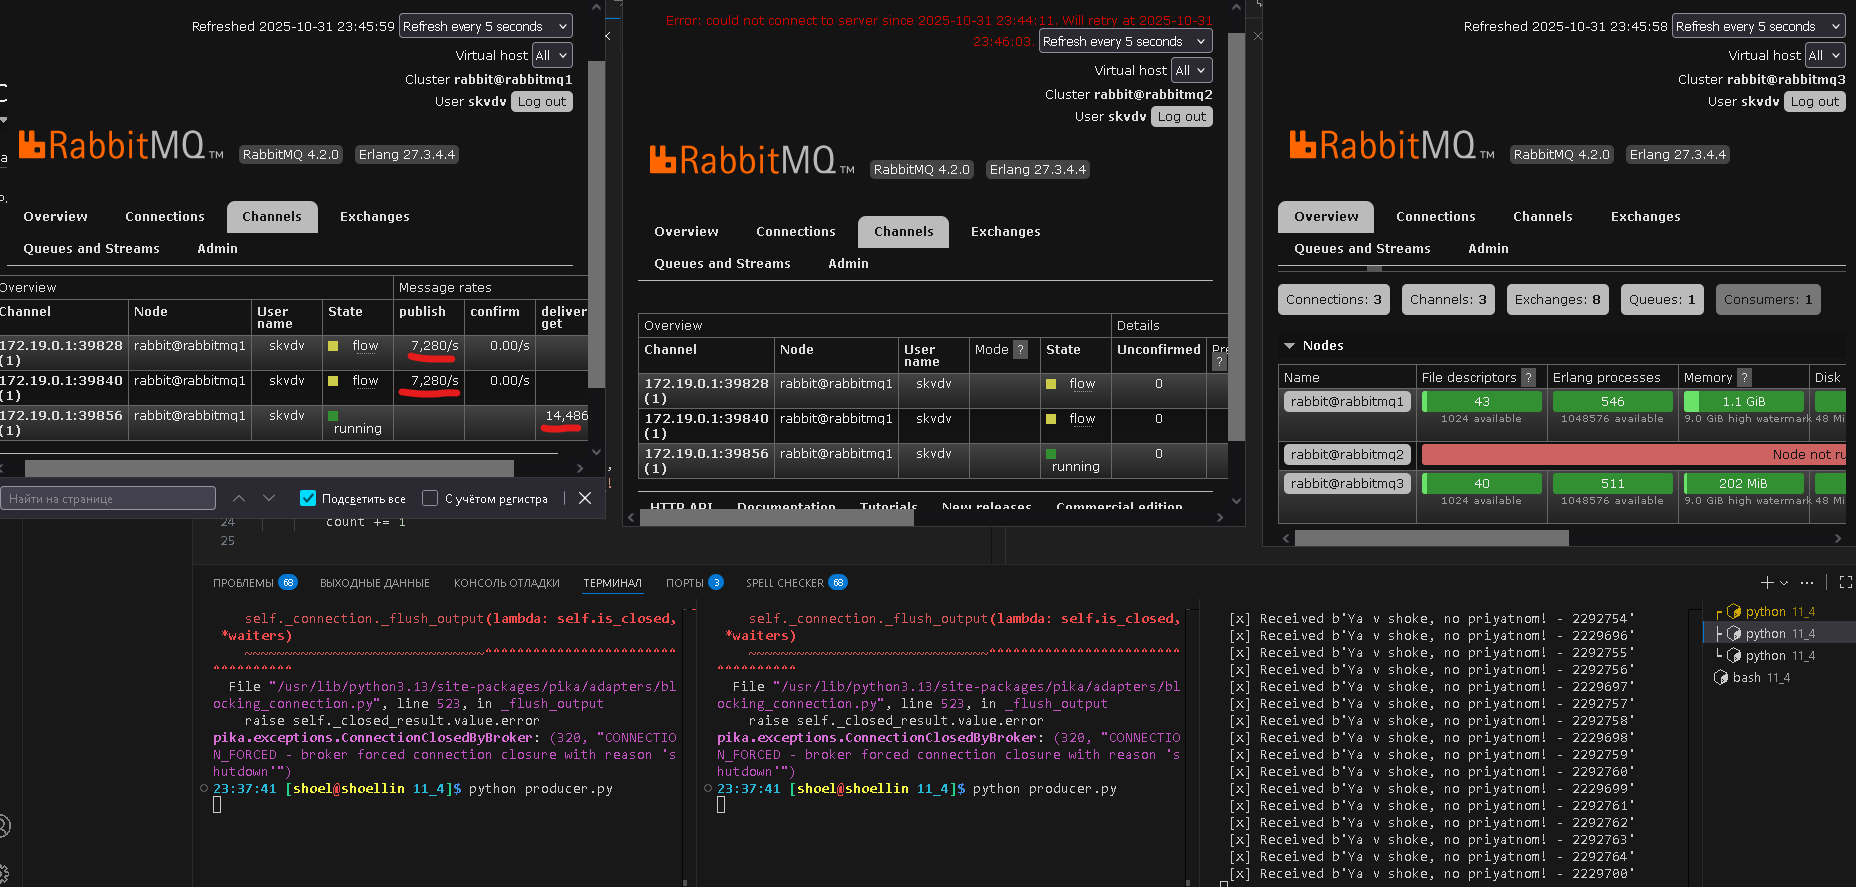 Refreshed 2025-10-31 23:45:59 Refresh every 5 seconds
Virtual host All
Cluster rabbit@rabbitmq1
User skvdv Log out
RabbitMQ TM RabbitMQ 4.2.0 Erlang 27.3.4.4
Overview Connections Channels Exchanges
Queues and Streams Admin
Overview Message rates
Channel Node User name State publish confirm deliver get
172.19.0.1:39828 (1) rabbit@rabbitmq1 skvdv flow 7,280/s 0.00/s
172.19.0.1:39840 (1) rabbit@rabbitmq1 skvdv flow 7,280/s 0.00/s
172.19.0.1:39856 (1) rabbit@rabbitmq1 skvdv running 14,486
Найти на странице Подсветить все С учётом регистра
24 count += 1
25
Error: could not connect to server since 2025-10-31 23:44:11. Will retry at 2025-10-31
23:46:03. Refresh every 5 seconds
Virtual host All
Cluster rabbit@rabbitmq2
User skvdv Log out
RabbitMQ TM RabbitMQ 4.2.0 Erlang 27.3.4.4
Overview Connections Channels Exchanges
Queues and Streams Admin
Overview Details
Channel Node User name Mode ? State Unconfirmed Pre ?
172.19.0.1:39828 (1) rabbit@rabbitmq1 skvdv flow 0
172.19.0.1:39840 (1) rabbit@rabbitmq1 skvdv flow 0
172.19.0.1:39856 (1) rabbit@rabbitmq1 skvdv running 0
HTTP API Documentation Tutorials New releases Commercial edition
Refreshed 2025-10-31 23:45:58 Refresh every 5 seconds
Virtual host All
Cluster rabbit@rabbitmq3
User skvdv Log out
RabbitMQ TM RabbitMQ 4.2.0 Erlang 27.3.4.4
Overview Connections Channels Exchanges
Queues and Streams Admin
Connections: 3 Channels: 3 Exchanges: 8 Queues: 1 Consumers: 1
Nodes
Name File descriptors ? Erlang processes Memory ? Disk
rabbit@rabbitmq1 43 546 1.1 GiB
1024 available 1048576 available 9.0 GiB high watermark 48 Mi
rabbit@rabbitmq2 Node not ru
rabbit@rabbitmq3 40 511 202 MiB
1024 available 1048576 available 9.0 GiB high watermark 48 Mi
ПРОБЛЕМЫ 68 ВЫХОДНЫЕ ДАННЫЕ КОНСОЛЬ ОТЛАДКИ ТЕРМИНАЛ ПОРТЫ 3 SPELL CHECKER 68
self._connection._flush_output(lambda: self.is_closed,
*waiters)
~~~~~~~~~~~~~~~~~~~~~~~~~~~~~~^^^^^^^^^^^^^^^^^^^^^^^^
^^^^^^^^^^
File "/usr/lib/python3.13/site-packages/pika/adapters/bl
ocking_connection.py", line 523, in _flush_output
raise self._closed_result.value.error
pika.exceptions.ConnectionClosedByBroker: (320, "CONNECTIO
N_FORCED - broker forced connection closure with reason 's
hutdown'")
23:37:41 [shoel@shoellin 11_4]$ python producer.py
self._connection._flush_output(lambda: self.is_closed,
*waiters)
~~~~~~~~~~~~~~~~~~~~~~~~~~~~~~^^^^^^^^^^^^^^^^^^^^^^^^
^^^^^^^^^^
File "/usr/lib/python3.13/site-packages/pika/adapters/bl
ocking_connection.py", line 523, in _flush_output
raise self._closed_result.value.error
pika.exceptions.ConnectionClosedByBroker: (320, "CONNECTIO
N_FORCED - broker forced connection closure with reason 's
hutdown'")
23:37:41 [shoel@shoellin 11_4]$ python producer.py
[x] Received b'Ya v shoke, no priyatnom! - 2292754'
[x] Received b'Ya v shoke, no priyatnom! - 2229696'
[x] Received b'Ya v shoke, no priyatnom! - 2292755'
[x] Received b'Ya v shoke, no priyatnom! - 2292756'
[x] Received b'Ya v shoke, no priyatnom! - 2229697'
[x] Received b'Ya v shoke, no priyatnom! - 2292757'
[x] Received b'Ya v shoke, no priyatnom! - 2292758'
[x] Received b'Ya v shoke, no priyatnom! - 2229698'
[x] Received b'Ya v shoke, no priyatnom! - 2292759'
[x] Received b'Ya v shoke, no priyatnom! - 2292760'
[x] Received b'Ya v shoke, no priyatnom! - 2229699'
[x] Received b'Ya v shoke, no priyatnom! - 2292761'
[x] Received b'Ya v shoke, no priyatnom! - 2292762'
[x] Received b'Ya v shoke, no priyatnom! - 2292763'
[x] Received b'Ya v shoke, no priyatnom! - 2292764'
[x] Received b'Ya v shoke, no priyatnom! - 2229700'
python 11_4
python 11_4
python 11_4
bash 11_4